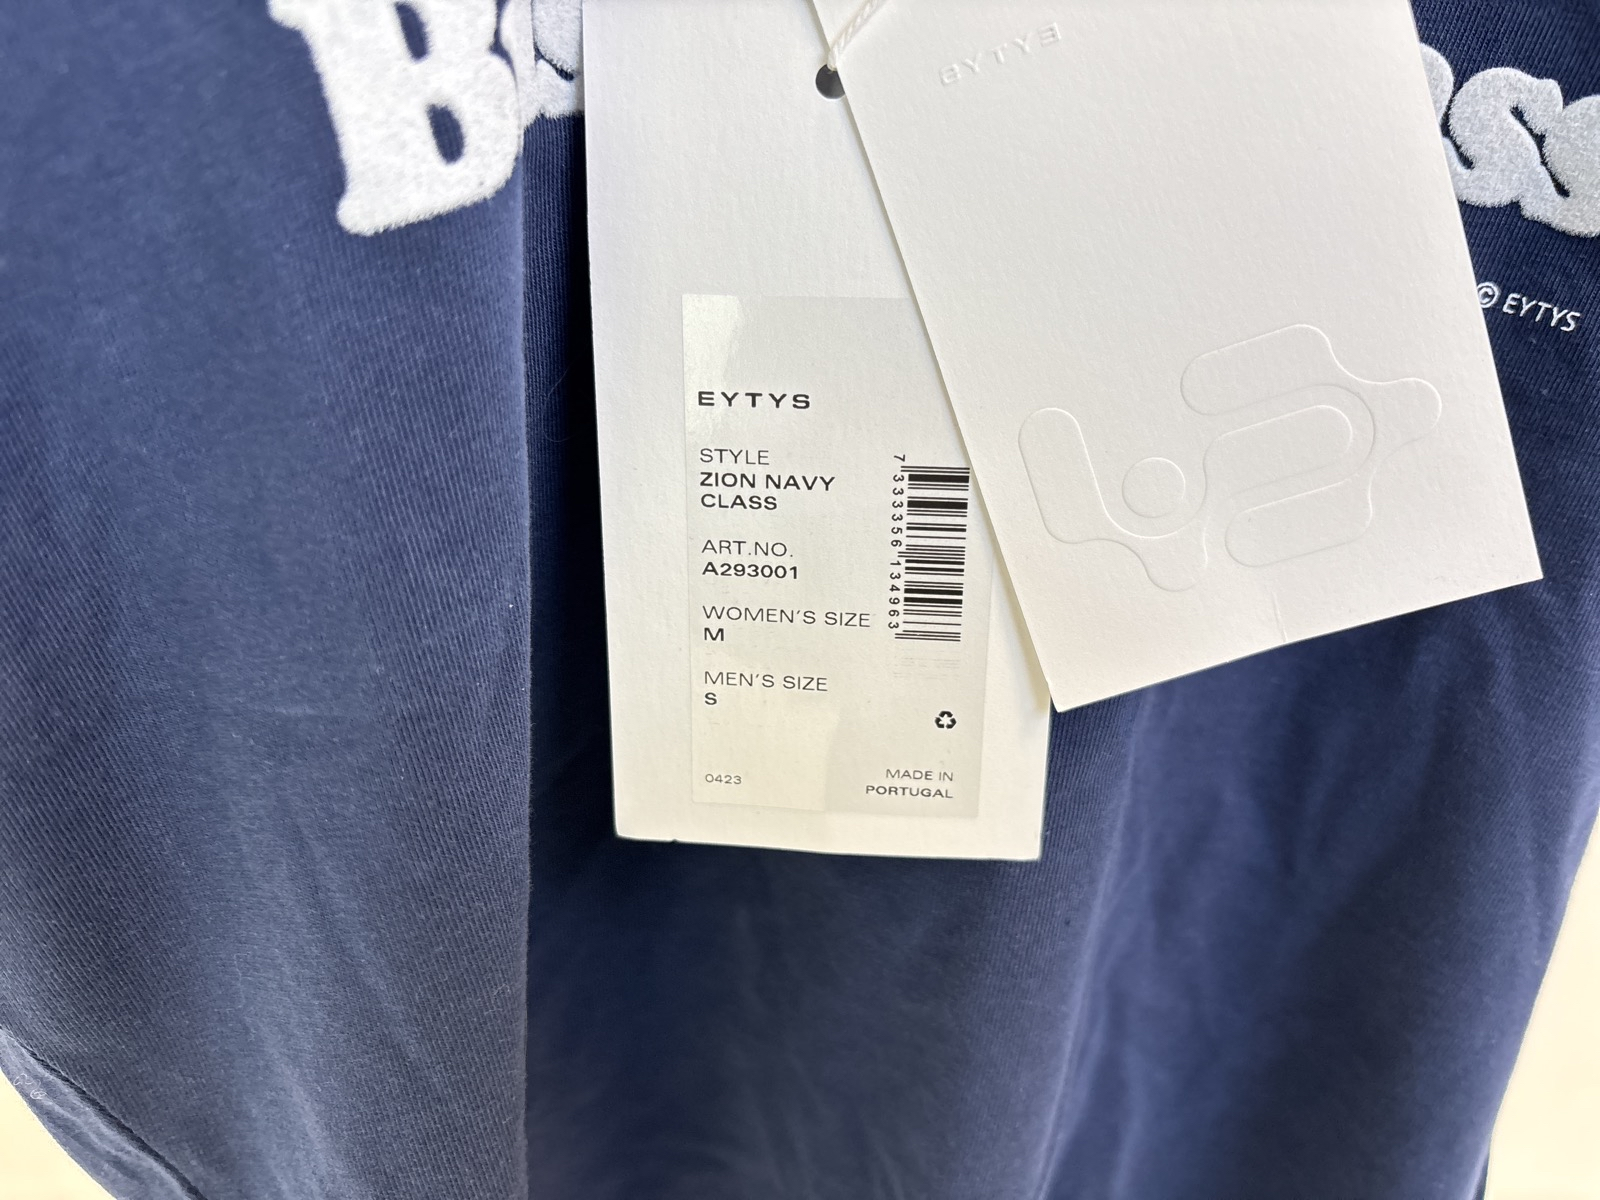 EYTYS
© EYTYS
EYTYS
STYLE
ZION NAVY
CLASS
ART.NO.
A293001
WOMEN'S SIZE
M
MEN'S SIZE
S
7 333356 134963
0423
MADE IN
PORTUGAL